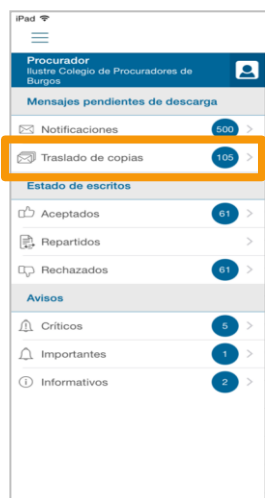 iPad
Procurador
Ilustre Colegio de Procuradores de
Burgos
Mensajes pendientes de descarga
Notificaciones 500
Traslado de copias 105
Estado de escritos
Aceptados 61
Repartidos
Rechazados 61
Avisos
Críticos 5
Importantes 1
Informativos 2